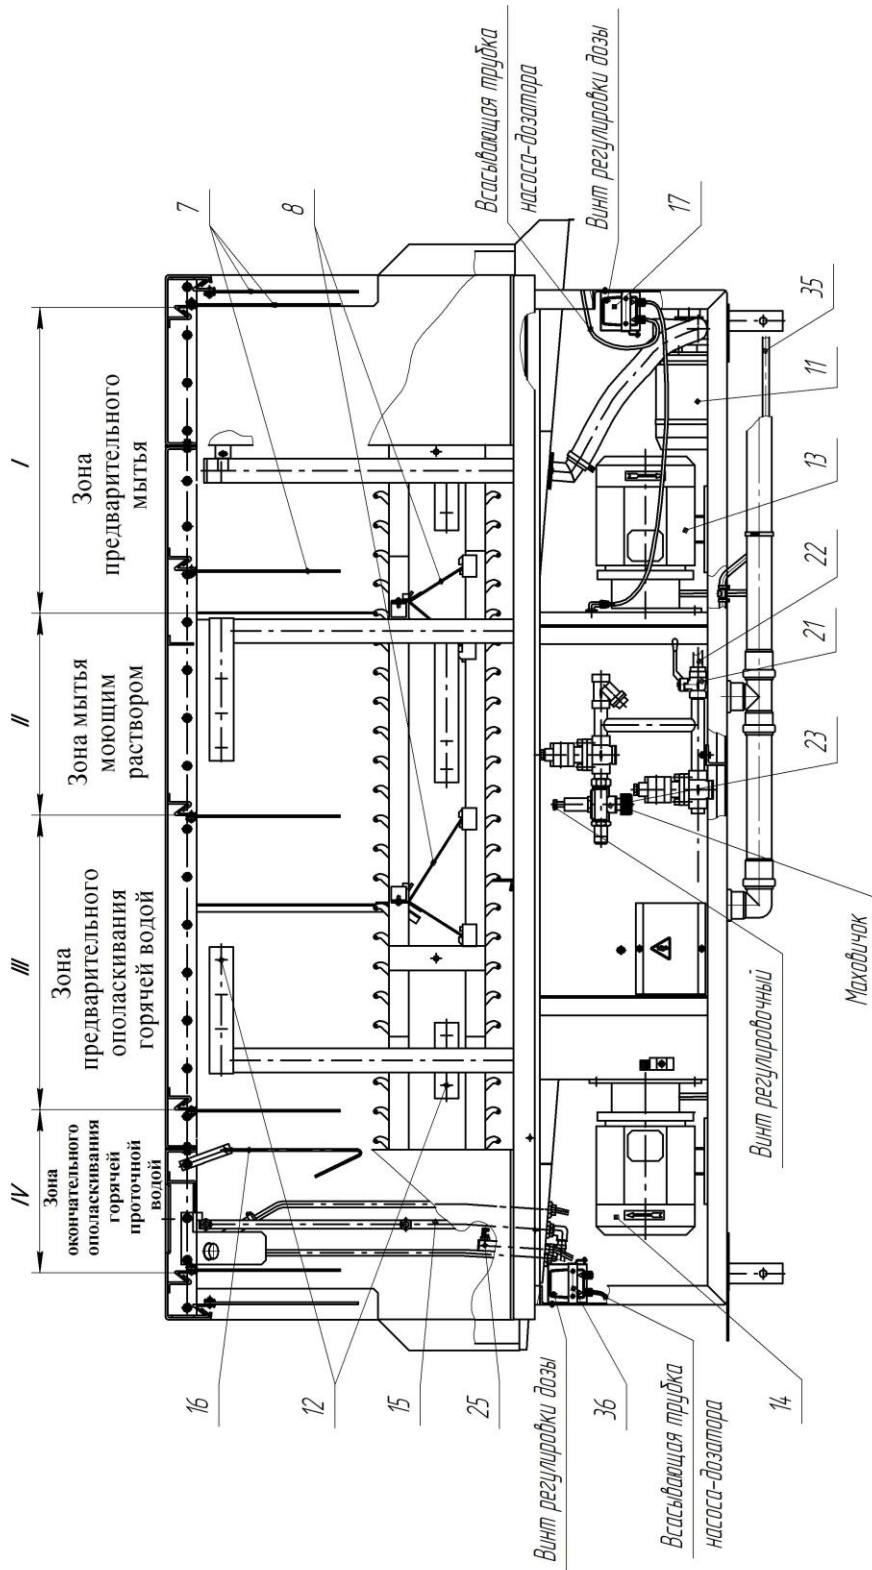 IV
III
II
I
Зона
окончательного
ополаскивания
горячей
проточной
водой
Зона
предварительного
ополаскивания
горячей водой
Зона мытья
моющим
раствором
Зона
предварительного
мытья
7
8
Всасывающая трубка
насоса-дозатора
Винт регулировки дозы
17
35
11
13
22
21
23
Маховичок
Винт регулировочный
16
12
15
25
Винт регулировки дозы
36
Всасывающая трубка
насоса-дозатора
14